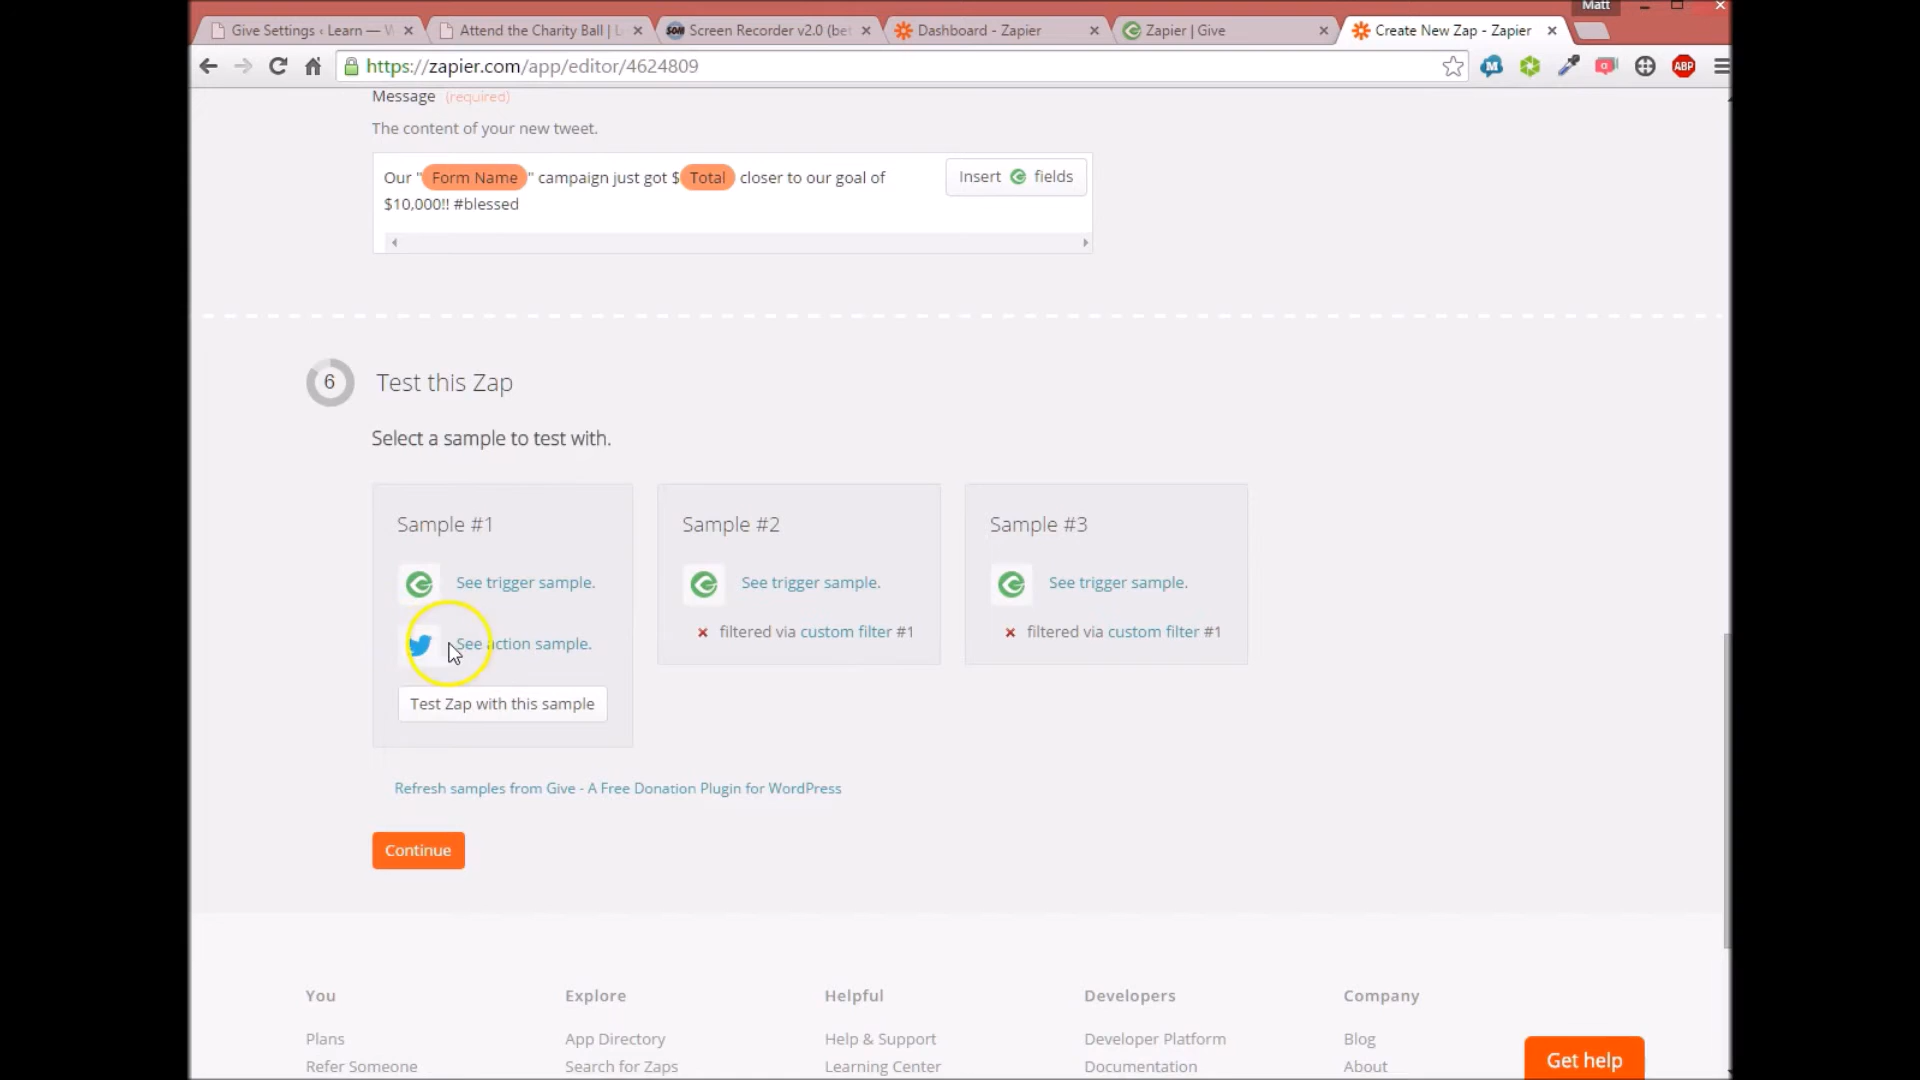 Matt
Give Settings ‹ Learn — W
Attend the Charity Ball | L
Screen Recorder v2.0 (bet
Dashboard - Zapier
Zapier | Give
Create New Zap - Zapier
https://zapier.com/app/editor/4624809
ABP
Message (required)
The content of your new tweet.
Our " Form Name " campaign just got $ Total closer to our goal of
$10,000!! #blessed
Insert fields
6 Test this Zap
Select a sample to test with.
Sample #1
See trigger sample.
See action sample.
Test Zap with this sample
Sample #2
See trigger sample.
filtered via custom filter #1
Sample #3
See trigger sample.
filtered via custom filter #1
Refresh samples from Give - A Free Donation Plugin for WordPress
Continue
You
Plans
Refer Someone
Explore
App Directory
Search for Zaps
Helpful
Help & Support
Learning Center
Developers
Developer Platform
Documentation
Company
Blog
About
Get help